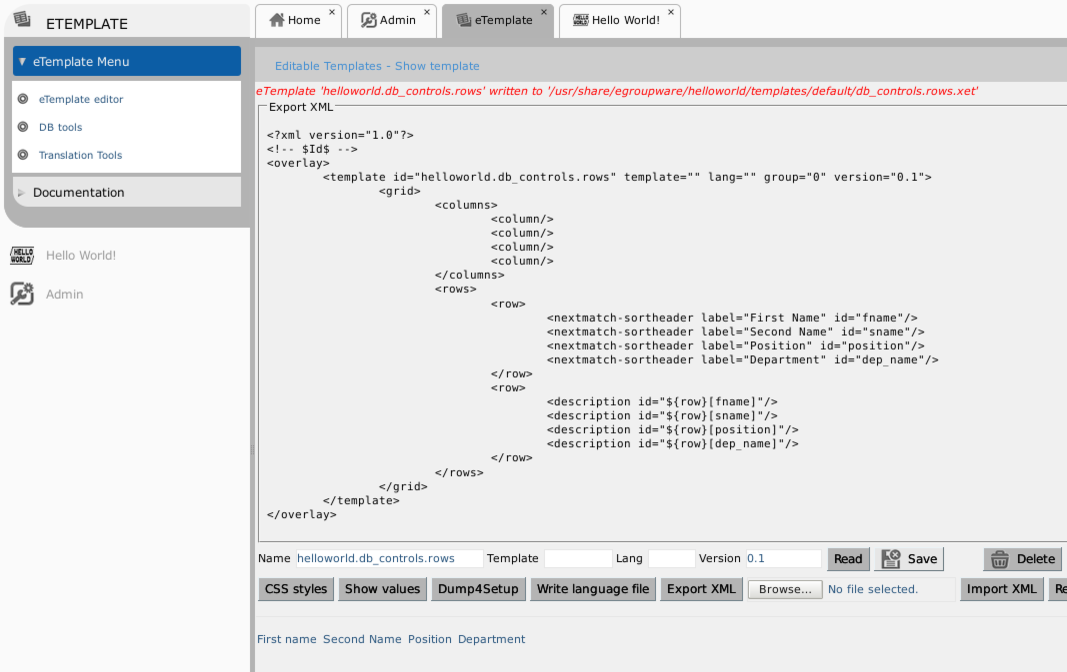 ETEMPLATE
Home × Admin × eTemplate × Hello World! ×
eTemplate Menu
eTemplate editor
DB tools
Translation Tools
Documentation
HELLO WORLD! Hello World!
Admin
Editable Templates - Show template
eTemplate 'helloworld.db_controls.rows' written to '/usr/share/egroupware/helloworld/templates/default/db_controls.rows.xet'
Export XML
<?xml version="1.0"?>
<!-- $Id$ -->
<overlay>
<template id="helloworld.db_controls.rows" template="" lang="" group="0" version="0.1">
<grid>
<columns>
<column/>
<column/>
<column/>
<column/>
</columns>
<rows>
<row>
<nextmatch-sortheader label="First Name" id="fname"/>
<nextmatch-sortheader label="Second Name" id="sname"/>
<nextmatch-sortheader label="Position" id="position"/>
<nextmatch-sortheader label="Department" id="dep_name"/>
</row>
<row>
<description id="${row}[fname]"/>
<description id="${row}[sname]"/>
<description id="${row}[position]"/>
<description id="${row}[dep_name]"/>
</row>
</rows>
</grid>
</template>
</overlay>
Name helloworld.db_controls.rows Template Lang Version 0.1 Read Save Delete
CSS styles Show values Dump4Setup Write language file Export XML Browse... No file selected. Import XML Re
First name Second Name Position Department